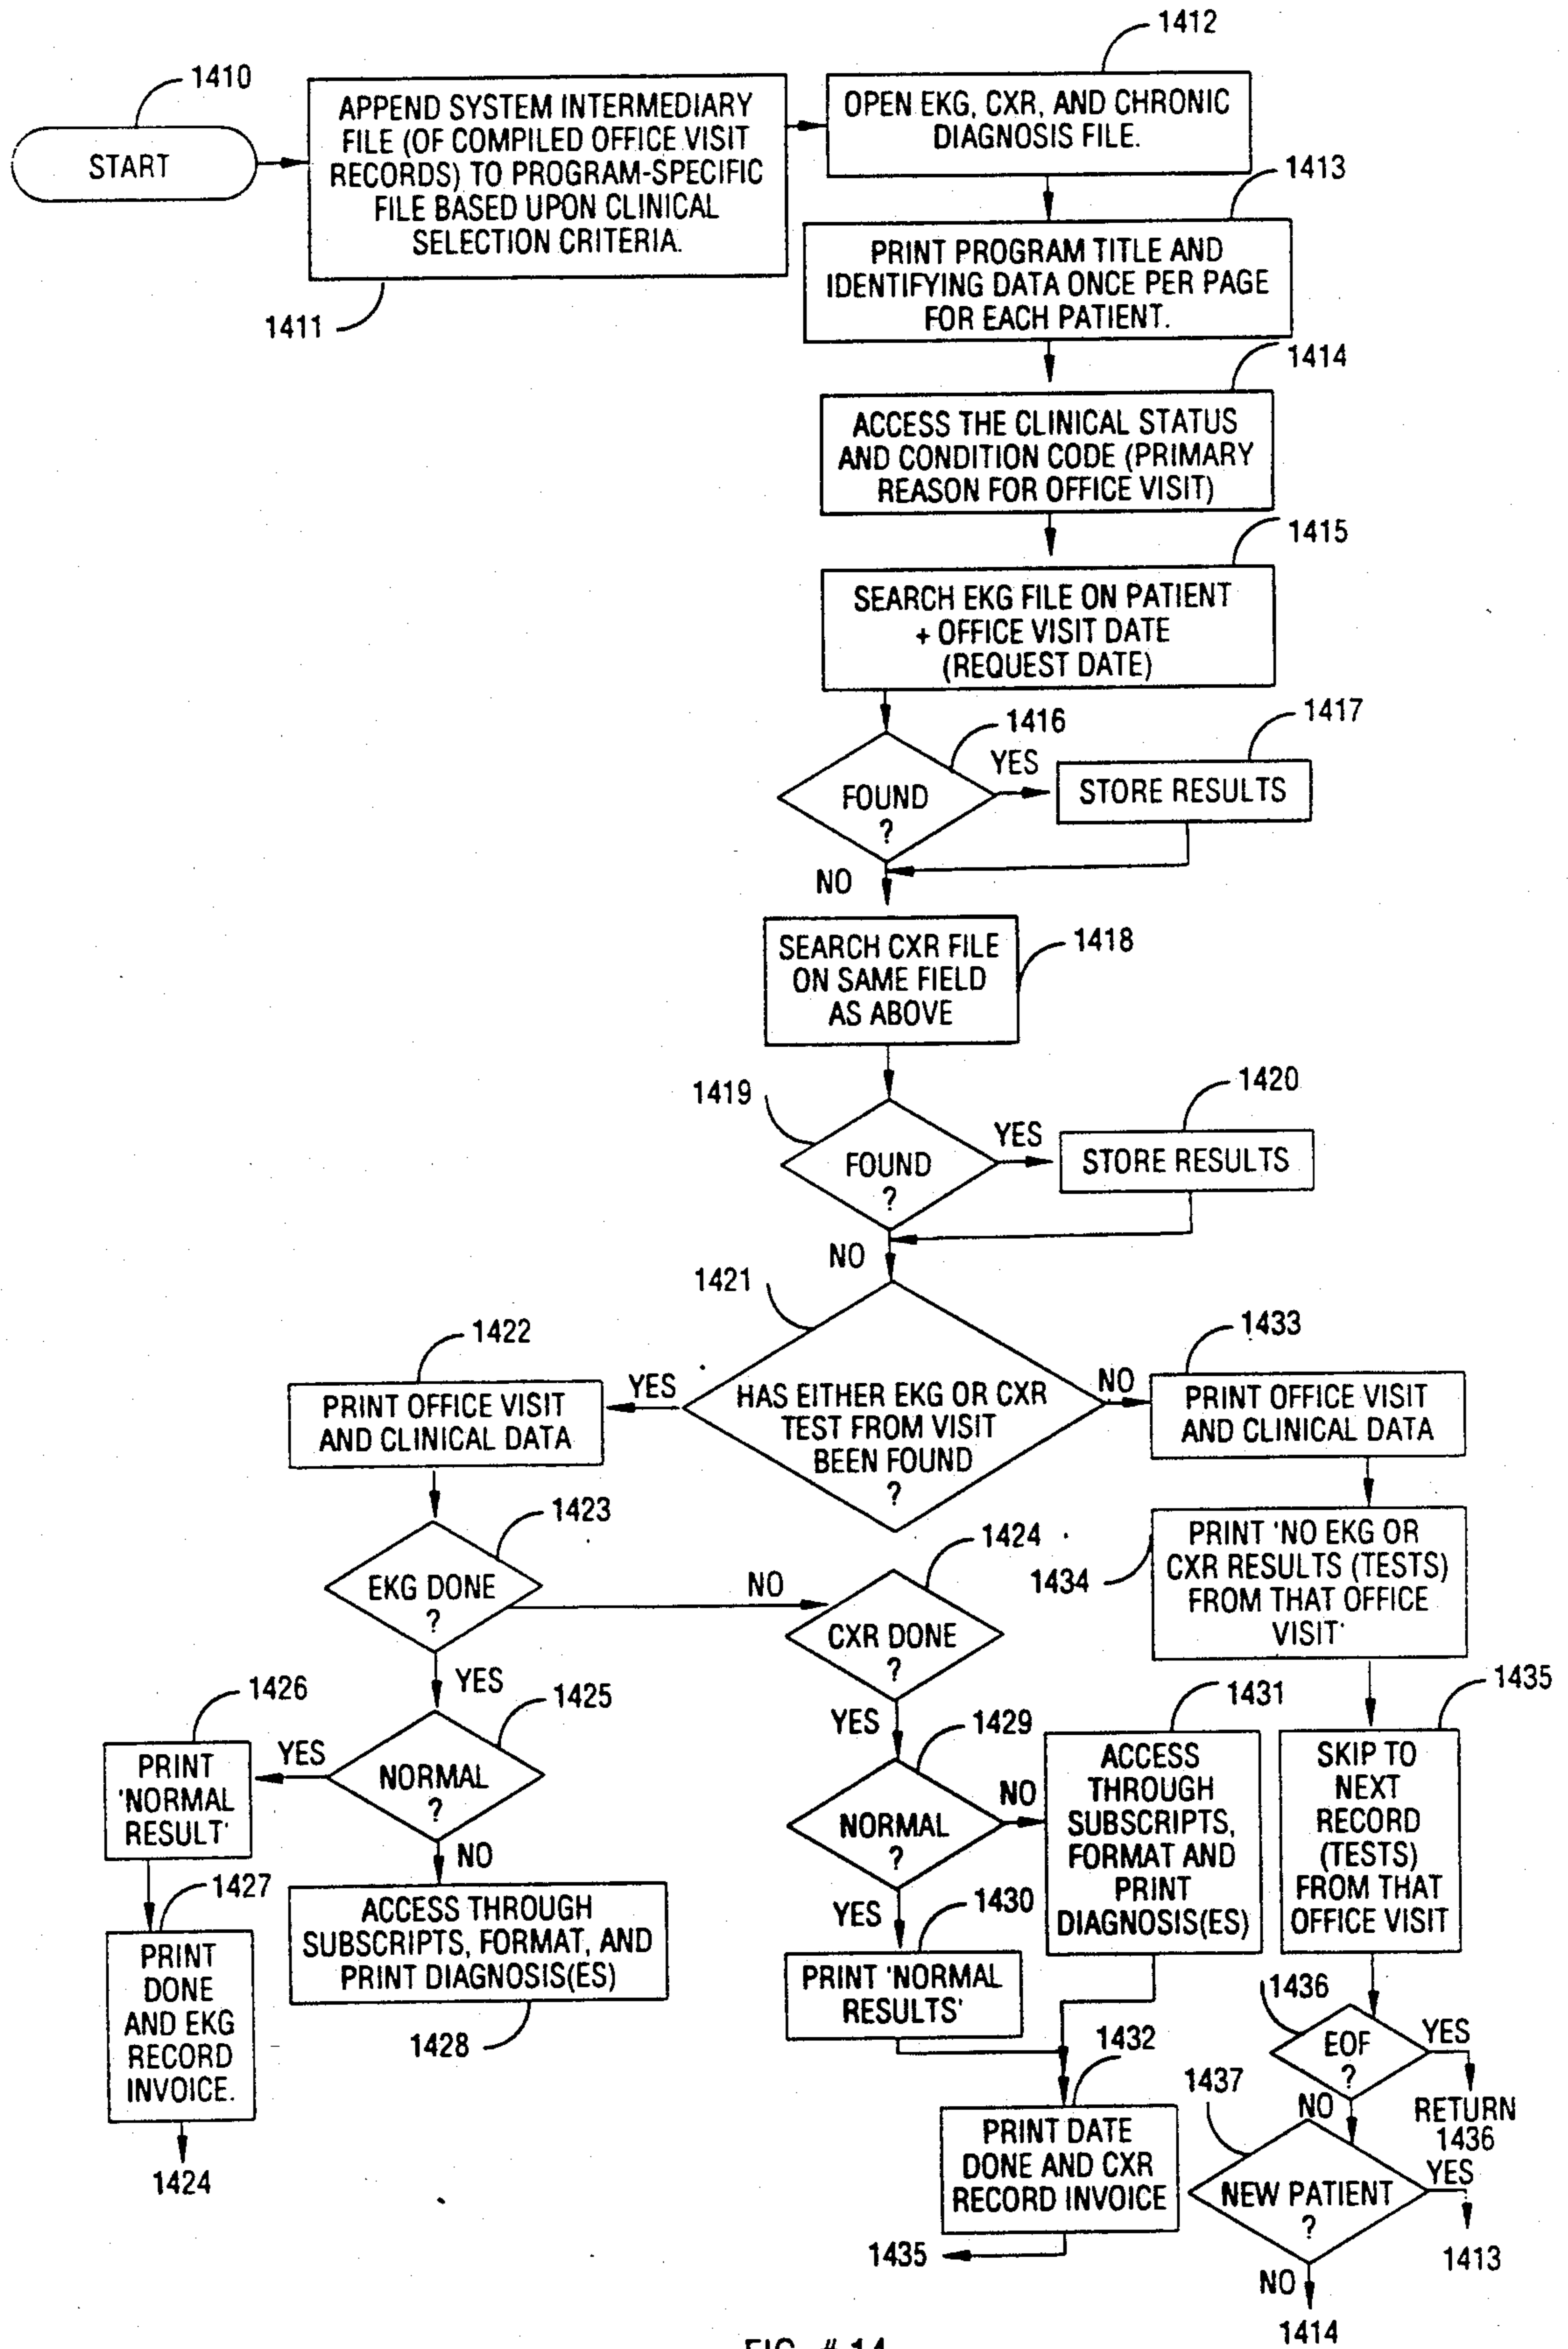 1410
START
APPEND SYSTEM INTERMEDIARY
FILE (OF COMPILED OFFICE VISIT
RECORDS) TO PROGRAM-SPECIFIC
FILE BASED UPON CLINICAL
SELECTION CRITERIA.
1411
1412
OPEN EKG, CXR, AND CHRONIC
DIAGNOSIS FILE.
1413
PRINT PROGRAM TITLE AND
IDENTIFYING DATA ONCE PER PAGE
FOR EACH PATIENT.
1414
ACCESS THE CLINICAL STATUS
AND CONDITION CODE (PRIMARY
REASON FOR OFFICE VISIT)
1415
SEARCH EKG FILE ON PATIENT
+ OFFICE VISIT DATE
(REQUEST DATE)
1416
FOUND
?
YES
1417
STORE RESULTS
NO
SEARCH CXR FILE
ON SAME FIELD
AS ABOVE
1418
1419
FOUND
?
YES
1420
STORE RESULTS
NO
1421
HAS EITHER EKG OR CXR
TEST FROM VISIT
BEEN FOUND
?
YES
1422
PRINT OFFICE VISIT
AND CLINICAL DATA
NO
1433
PRINT OFFICE VISIT
AND CLINICAL DATA
1423
EKG DONE
?
NO
1424
CXR DONE
?
1434
PRINT 'NO EKG OR
CXR RESULTS (TESTS)
FROM THAT OFFICE
VISIT'
YES
1425
NORMAL
?
YES
1426
PRINT
'NORMAL
RESULT'
1427
PRINT
DONE
AND EKG
RECORD
INVOICE.
1424
NO
ACCESS THROUGH
SUBSCRIPTS, FORMAT, AND
PRINT DIAGNOSIS(ES)
1428
YES
1429
NORMAL
?
NO
1431
ACCESS
THROUGH
SUBSCRIPTS,
FORMAT AND
PRINT
DIAGNOSIS(ES)
YES
1430
PRINT 'NORMAL
RESULTS'
1432
PRINT DATE
DONE AND CXR
RECORD INVOICE
1435
1435
SKIP TO
NEXT
RECORD
(TESTS)
FROM THAT
OFFICE VISIT
1436
EOF
?
YES
RETURN
1436
NO
1437
NEW PATIENT
?
YES
1413
NO
1414
FIG. # 14